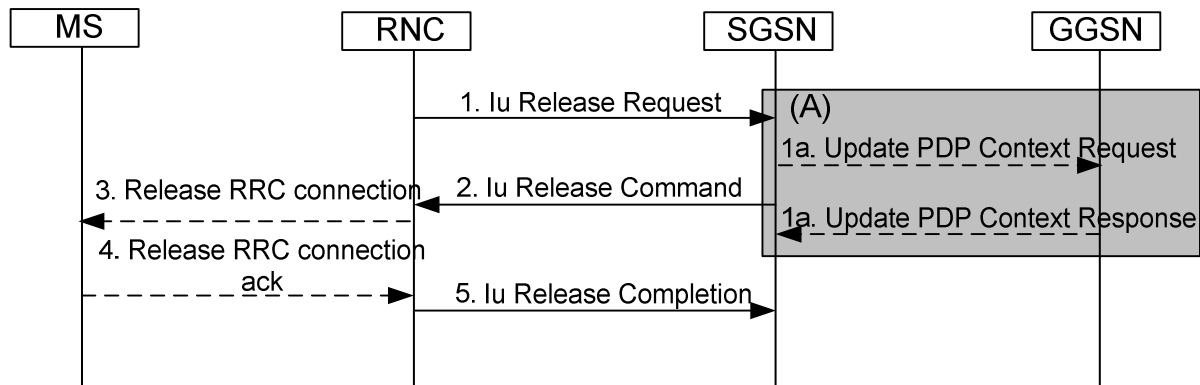 MS
RNC
SGSN
GGSN
1. Iu Release Request
(A)
1a. Update PDP Context Request
3. Release RRC connection
2. Iu Release Command
1a. Update PDP Context Response
4. Release RRC connection
ack
5. Iu Release Completion